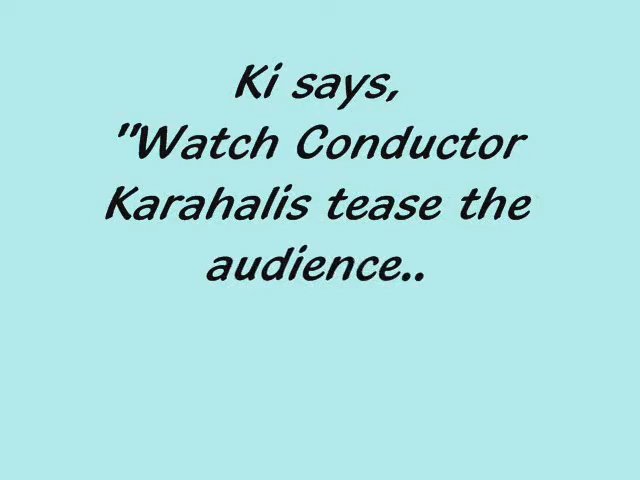 Ki says,
"Watch Conductor
Karahalis tease the
audience..